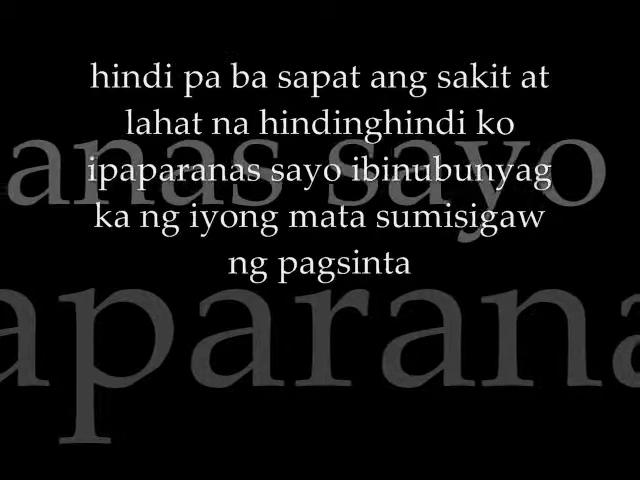 hindi pa ba sapat ang sakit at
lahat na hindinghindi ko
ipaparanas sayo ibinubunyag
ka ng iyong mata sumisigaw
ng pagsinta
anas sayo
aparana